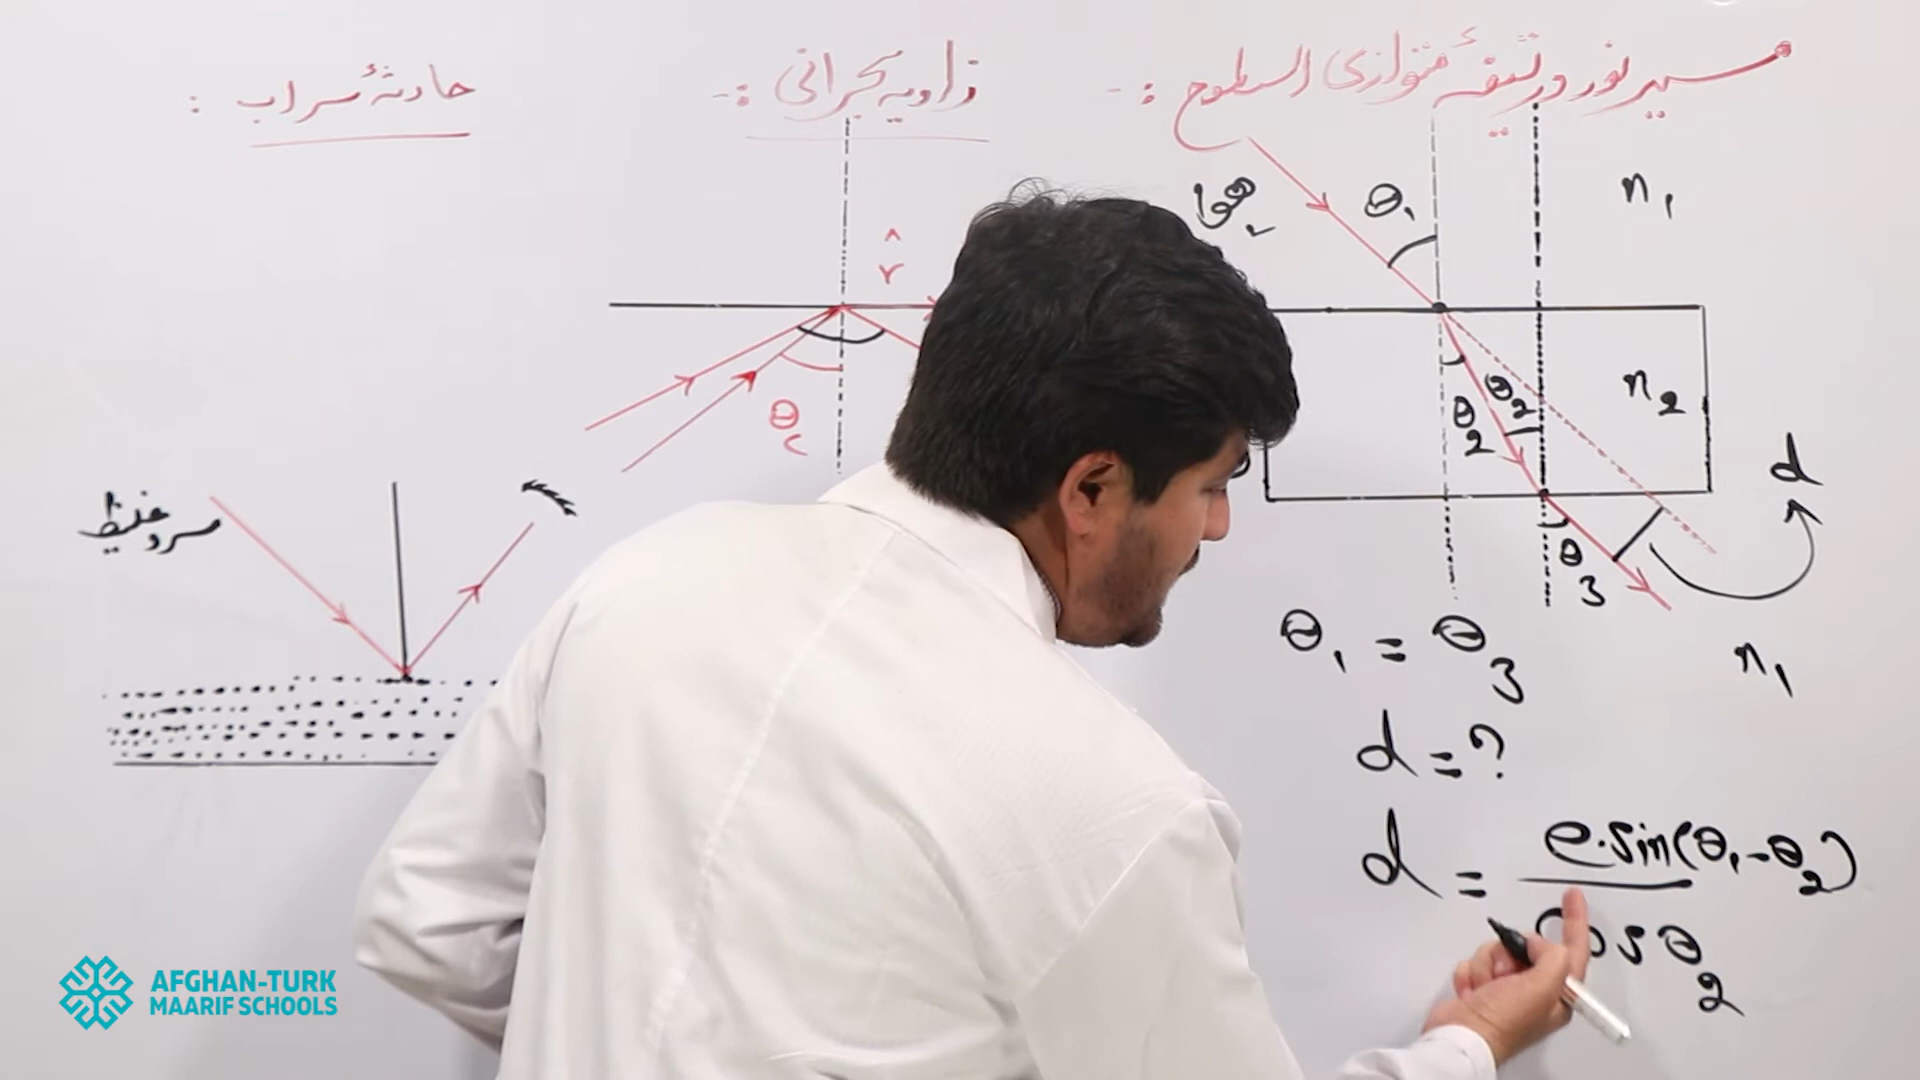 مسیر نور در تیغهٔ متوازی السطوح :-
هوا
θ₁
n₁
θ₂
θ₂
n₂
d
θ₃
n₁
θ₁ = θ₃
d = ?
d = e.sin(θ₁-θ₂)
cos θ₂
زاویه بحرانی :-
^
r
θc
حادثهٔ سراب :
سرد غلیظ
AFGHAN-TURK
MAARIF SCHOOLS